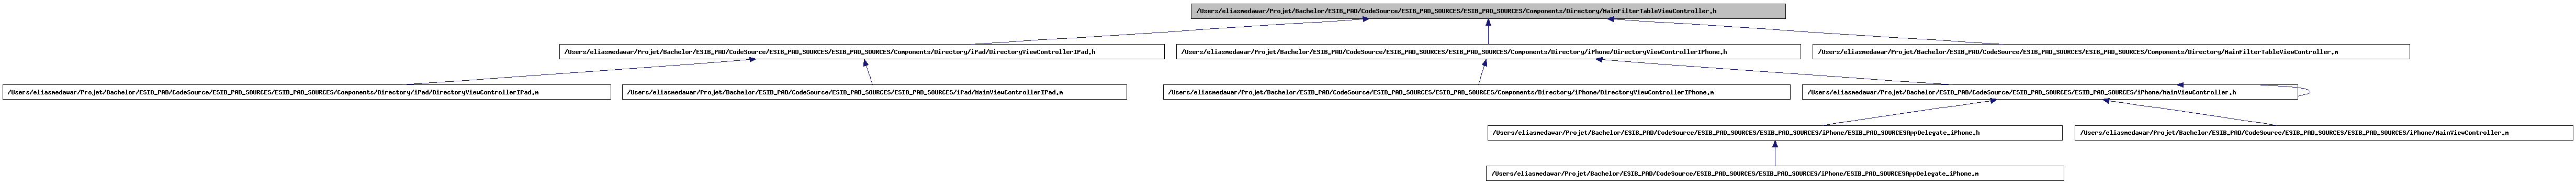 /Users/eliasmedawar/Projet/Bachelor/ESIB_PAD/CodeSource/ESIB_PAD_SOURCES/ESIB_PAD_SOURCES/Components/Directory/MainFilterTableViewController.h
/Users/eliasmedawar/Projet/Bachelor/ESIB_PAD/CodeSource/ESIB_PAD_SOURCES/ESIB_PAD_SOURCES/Components/Directory/iPad/DirectoryViewControllerIPad.h
/Users/eliasmedawar/Projet/Bachelor/ESIB_PAD/CodeSource/ESIB_PAD_SOURCES/ESIB_PAD_SOURCES/Components/Directory/iPhone/DirectoryViewControllerIPhone.h
/Users/eliasmedawar/Projet/Bachelor/ESIB_PAD/CodeSource/ESIB_PAD_SOURCES/ESIB_PAD_SOURCES/Components/Directory/MainFilterTableViewController.m
/Users/eliasmedawar/Projet/Bachelor/ESIB_PAD/CodeSource/ESIB_PAD_SOURCES/ESIB_PAD_SOURCES/Components/Directory/iPad/DirectoryViewControllerIPad.m
/Users/eliasmedawar/Projet/Bachelor/ESIB_PAD/CodeSource/ESIB_PAD_SOURCES/ESIB_PAD_SOURCES/iPad/MainViewControllerIPad.m
/Users/eliasmedawar/Projet/Bachelor/ESIB_PAD/CodeSource/ESIB_PAD_SOURCES/ESIB_PAD_SOURCES/Components/Directory/iPhone/DirectoryViewControllerIPhone.m
/Users/eliasmedawar/Projet/Bachelor/ESIB_PAD/CodeSource/ESIB_PAD_SOURCES/ESIB_PAD_SOURCES/iPhone/MainViewController.h
/Users/eliasmedawar/Projet/Bachelor/ESIB_PAD/CodeSource/ESIB_PAD_SOURCES/ESIB_PAD_SOURCES/iPhone/ESIB_PAD_SOURCESAppDelegate_iPhone.h
/Users/eliasmedawar/Projet/Bachelor/ESIB_PAD/CodeSource/ESIB_PAD_SOURCES/ESIB_PAD_SOURCES/iPhone/MainViewController.m
/Users/eliasmedawar/Projet/Bachelor/ESIB_PAD/CodeSource/ESIB_PAD_SOURCES/ESIB_PAD_SOURCES/iPhone/ESIB_PAD_SOURCESAppDelegate_iPhone.m